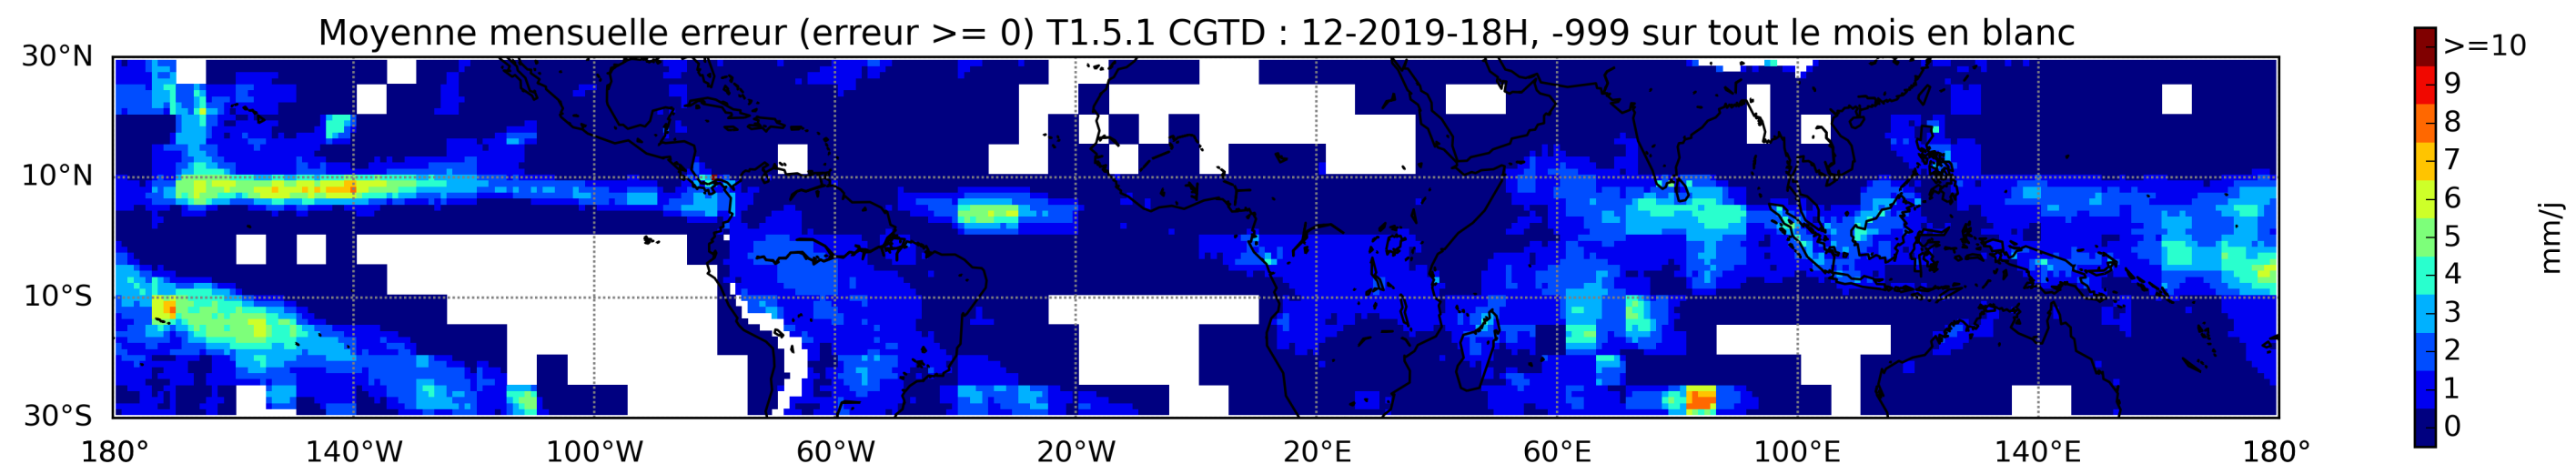 Moyenne mensuelle erreur (erreur >= 0) T1.5.1 CGTD : 12-2019-18H, -999 sur tout le mois en blanc
30°N
10°N
10°S
30°S
180° 140°W 100°W 60°W 20°W 20°E 60°E 100°E 140°E 180°
>=10
9
8
7
6
5
4
3
2
1
0
mm/j